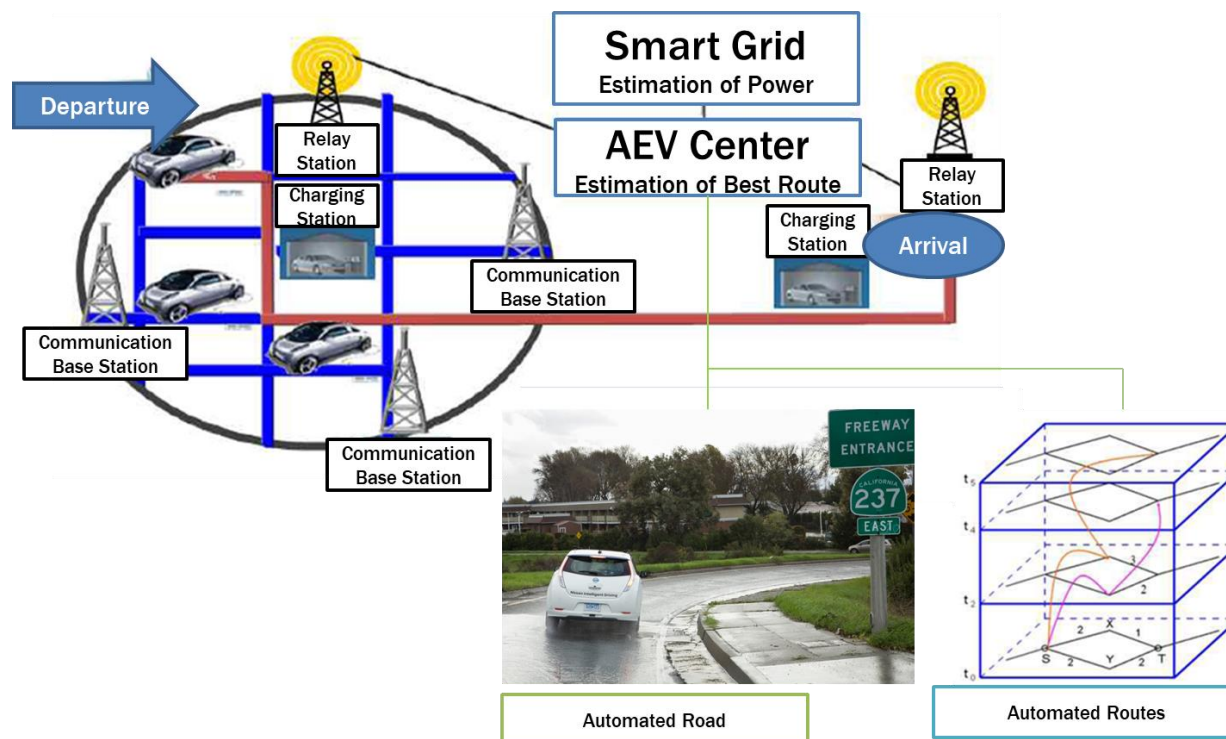 Smart Grid
Estimation of Power
Departure
Relay
Station
AEV Center
Estimation of Best Route
Relay
Station
Charging
Station
Charging
Station
Arrival
Communication
Base Station
Communication
Base Station
Communication
Base Station
FREEWAY
ENTRANCE
CALIFORNIA
237
EAST
t5
t4
3
2
t2
X
2
1
S
2
Y
2
T
t0
Automated Road
Automated Routes